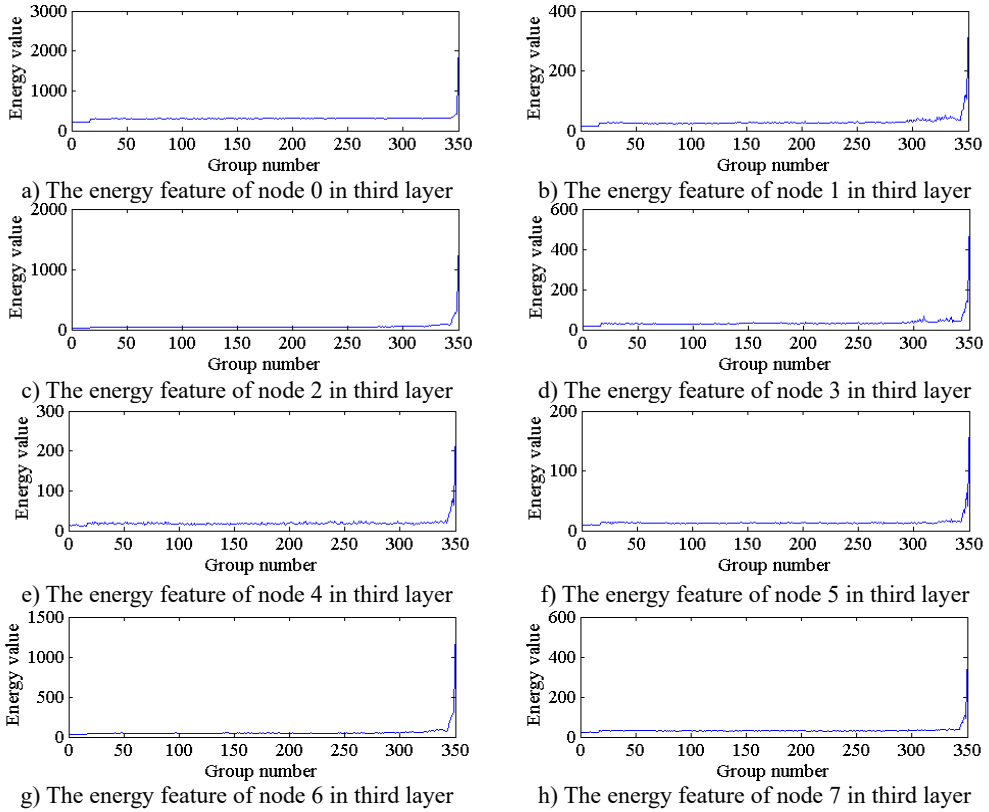 3000
2000
1000
0
Energy value
0 50 100 150 200 250 300 350
Group number
a) The energy feature of node 0 in third layer
400
200
0
Energy value
0 50 100 150 200 250 300 350
Group number
b) The energy feature of node 1 in third layer
2000
1000
0
Energy value
0 50 100 150 200 250 300 350
Group number
c) The energy feature of node 2 in third layer
600
400
200
0
Energy value
0 50 100 150 200 250 300 350
Group number
d) The energy feature of node 3 in third layer
300
200
100
0
Energy value
0 50 100 150 200 250 300 350
Group number
e) The energy feature of node 4 in third layer
200
100
0
Energy value
0 50 100 150 200 250 300 350
Group number
f) The energy feature of node 5 in third layer
1500
1000
500
0
Energy value
0 50 100 150 200 250 300 350
Group number
g) The energy feature of node 6 in third layer
600
400
200
0
Energy value
0 50 100 150 200 250 300 350
Group number
h) The energy feature of node 7 in third layer